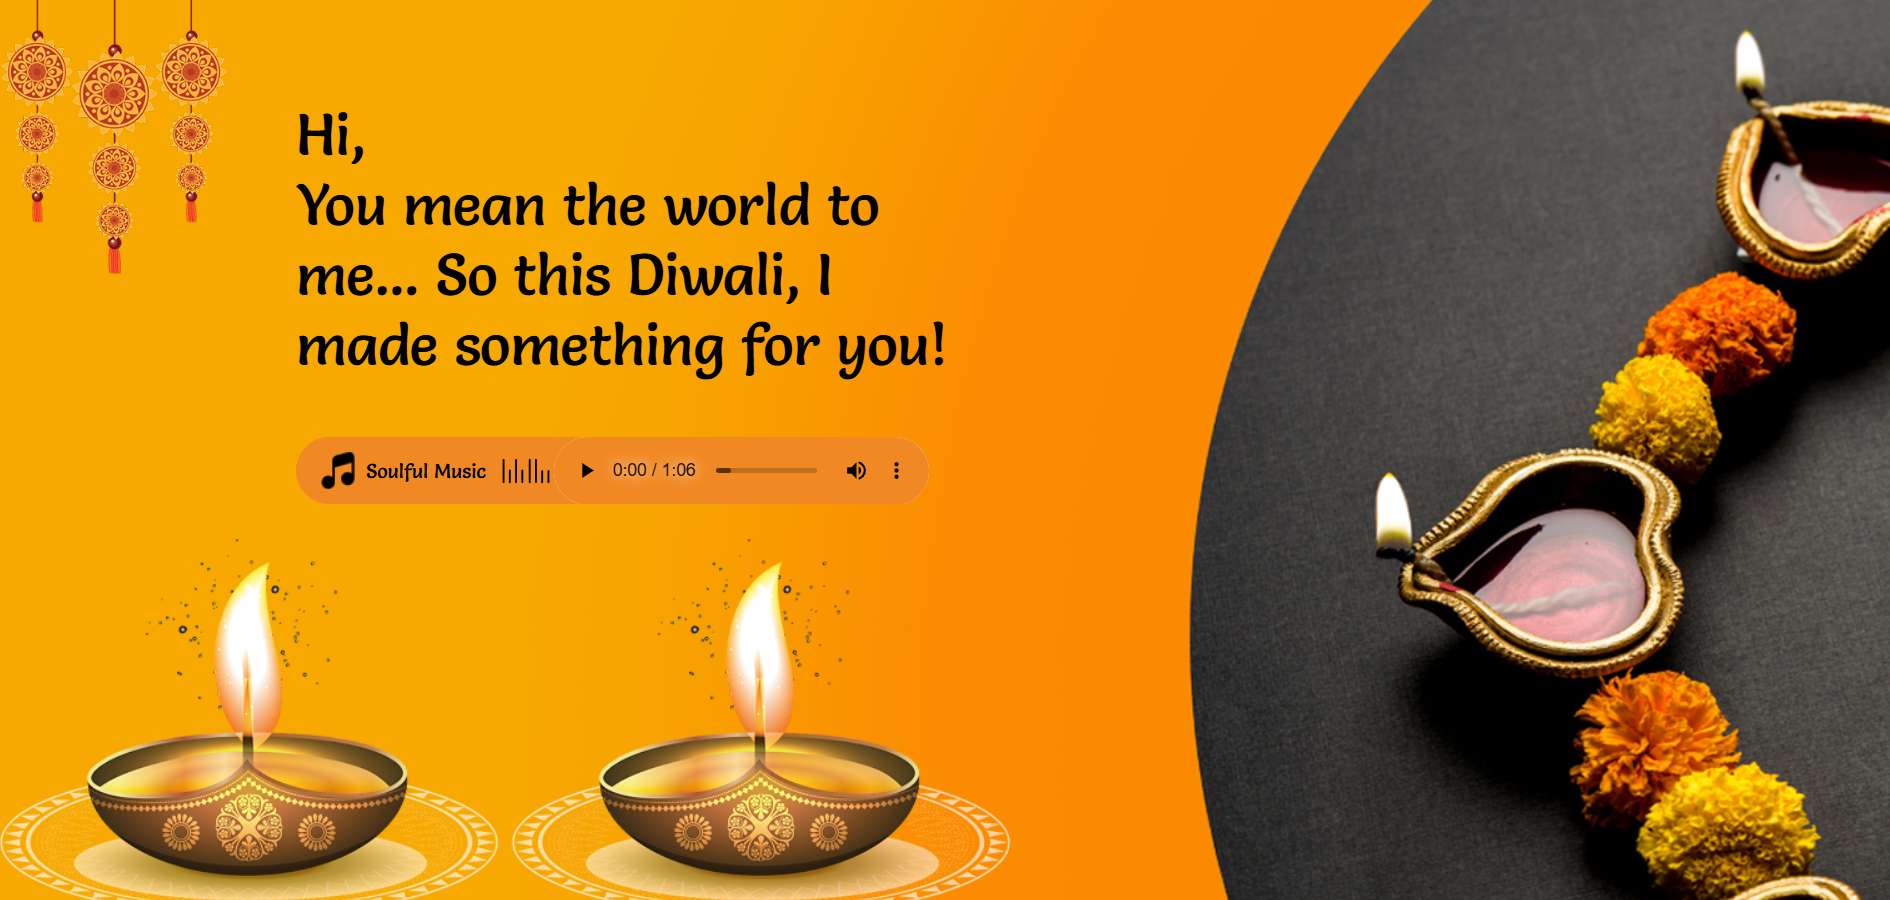 Hi,
You mean the world to
me... So this Diwali, I
made something for you!
Soulful Music
0:00 / 1:06